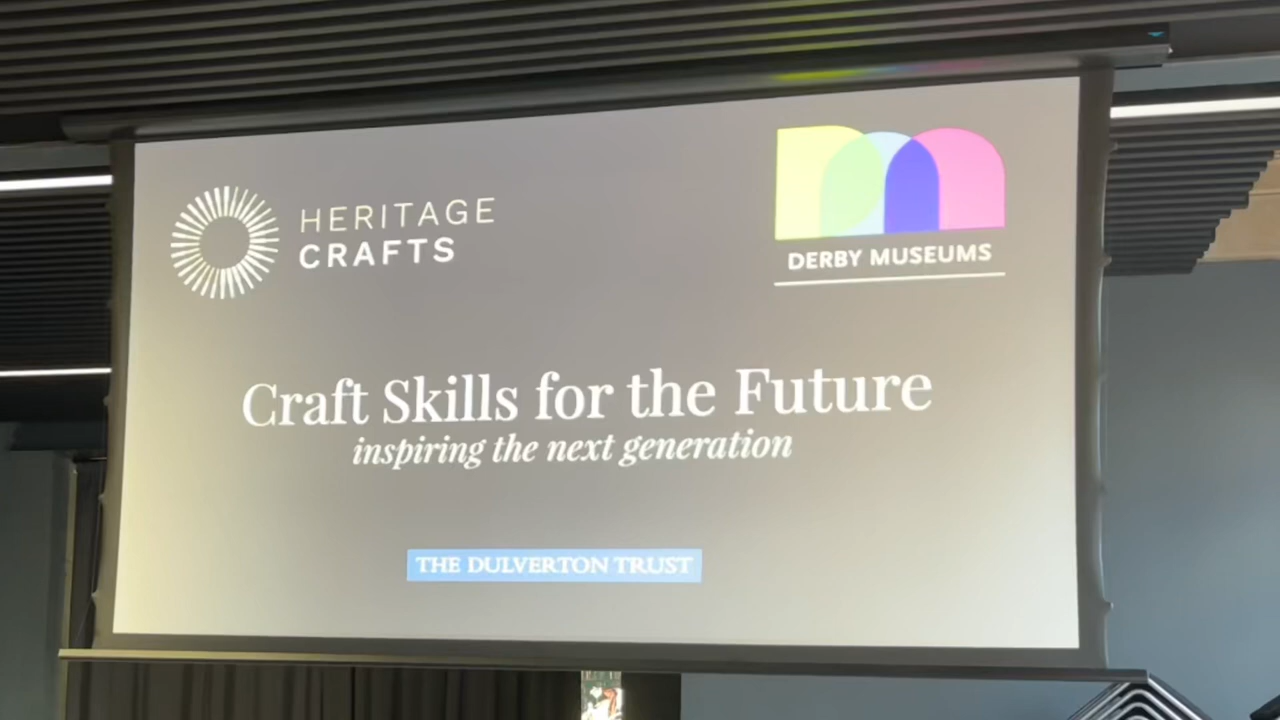 HERITAGE
CRAFTS
DERBY MUSEUMS
Craft Skills for the Future
inspiring the next generation
THE DULVERTON TRUST